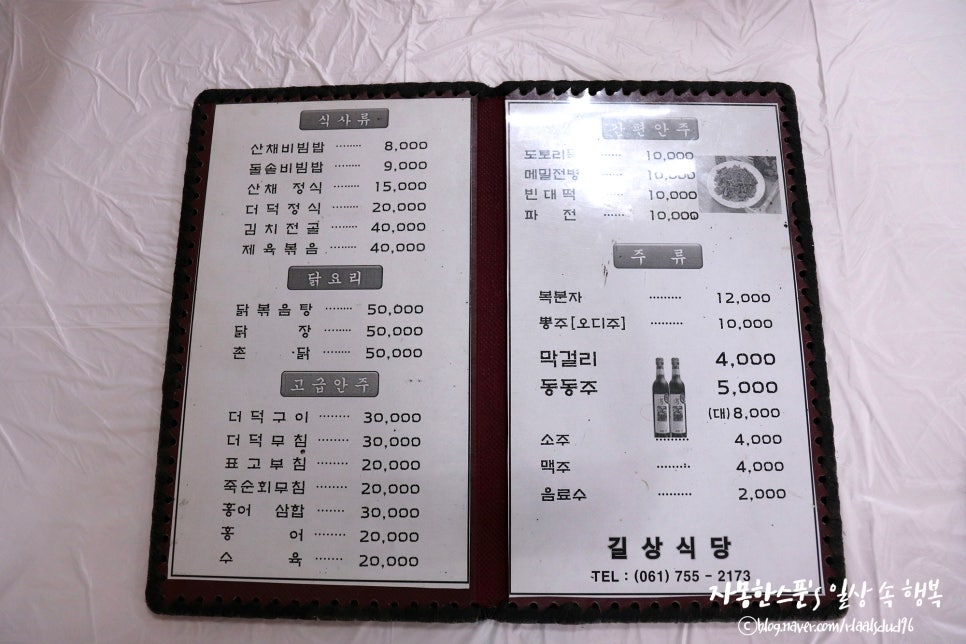 식사류
산채비빔밥 ........ 8,000
돌솥비빔밥 ........ 9,000
산채 정식 ........ 15,000
더덕정식 ........ 20,000
김치전골 ........ 40,000
제육볶음 ........ 40,000
닭요리
닭볶음탕 ........ 50,000
닭 장 ........ 50,000
촌 닭 ........ 50,000
고급안주
더덕구이 ........ 30,000
더덕무침 ........ 30,000
표고부침 ........ 20,000
죽순회무침 ........ 20,000
홍어 삼합 ........ 30,000
홍 어 ........ 20,000
수 육 ........ 20,000
간편안주
...... 10,000
메밀전병 10,000
빈대떡 ...... 10,000
파 전 ...... 10,000
주 류
복분자 ......... 12,000
뽕주[오디주] ......... 10,000
막걸리 4,000
동동주 5,000
(대)8,000
소주 ......... 4,000
맥주 ......... 4,000
음료수 ......... 2,000
길상식당
TEL : (061) 755 - 2173
자몽한스푼's 일상 속 행복
ⓒblog.naver.com/rlaalsdud96